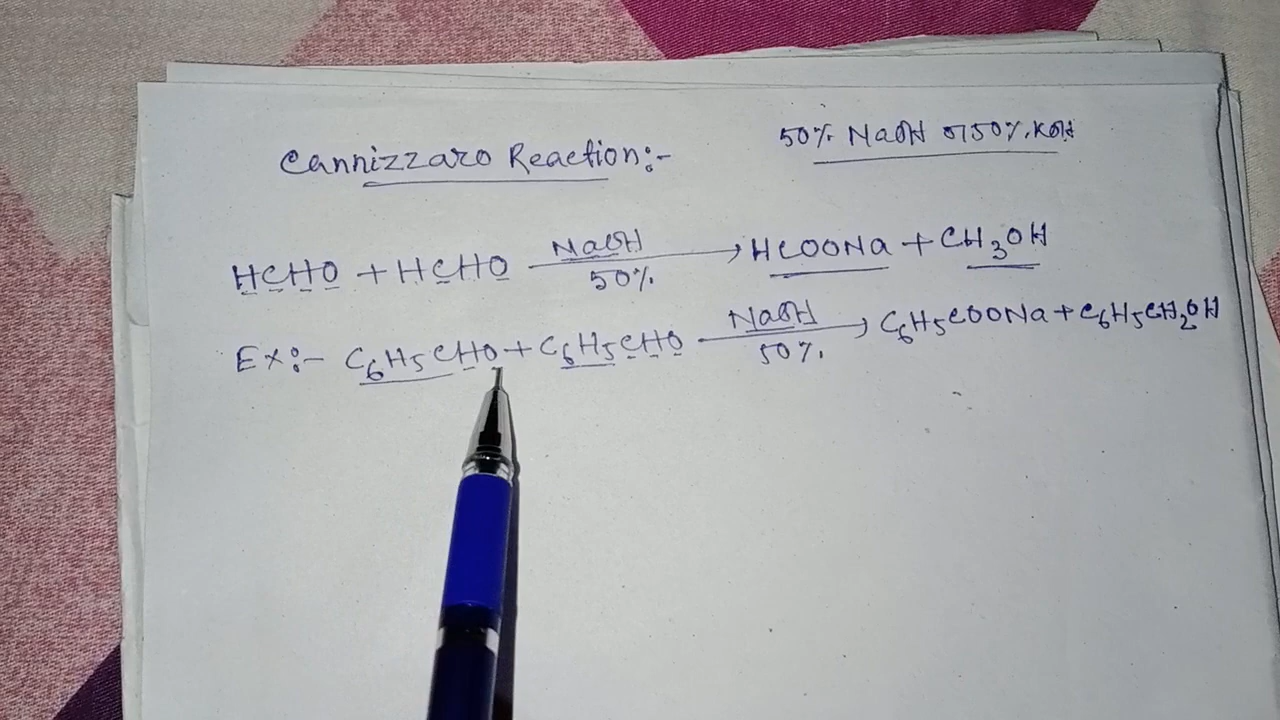 Cannizzaro Reaction:-
50% NaOH or 50% KOH
HCHO + HCHO NaOH 50% → HCOONa + CH3OH
Ex:- C6H5CHO + C6H5CHO NaOH 50% → C6H5COONa + C6H5CH2OH